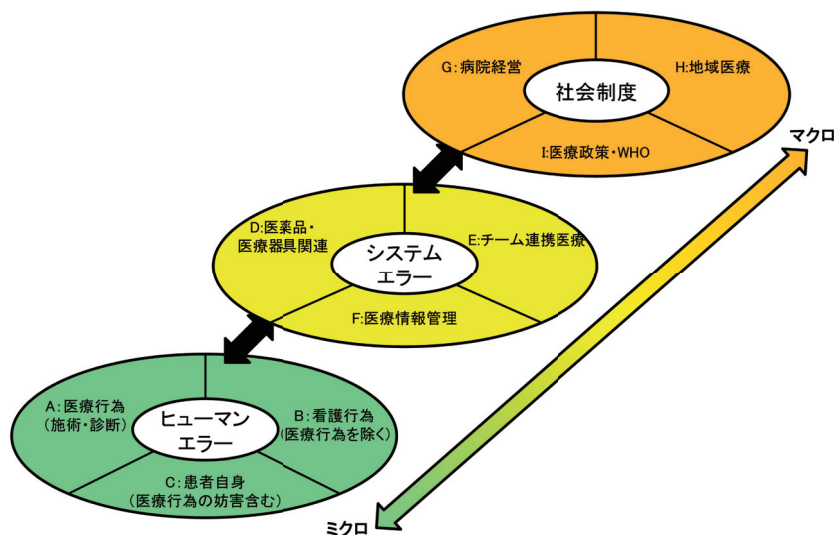 G:病院経営
H:地域医療
社会制度
I:医療政策・WHO
マクロ
D:医薬品・
医療器具関連
E:チーム連携医療
システム
エラー
F:医療情報管理
A:医療行為
(施術・診断)
B:看護行為
(医療行為を除く)
ヒューマン
エラー
C:患者自身
(医療行為の妨害含む)
ミクロ